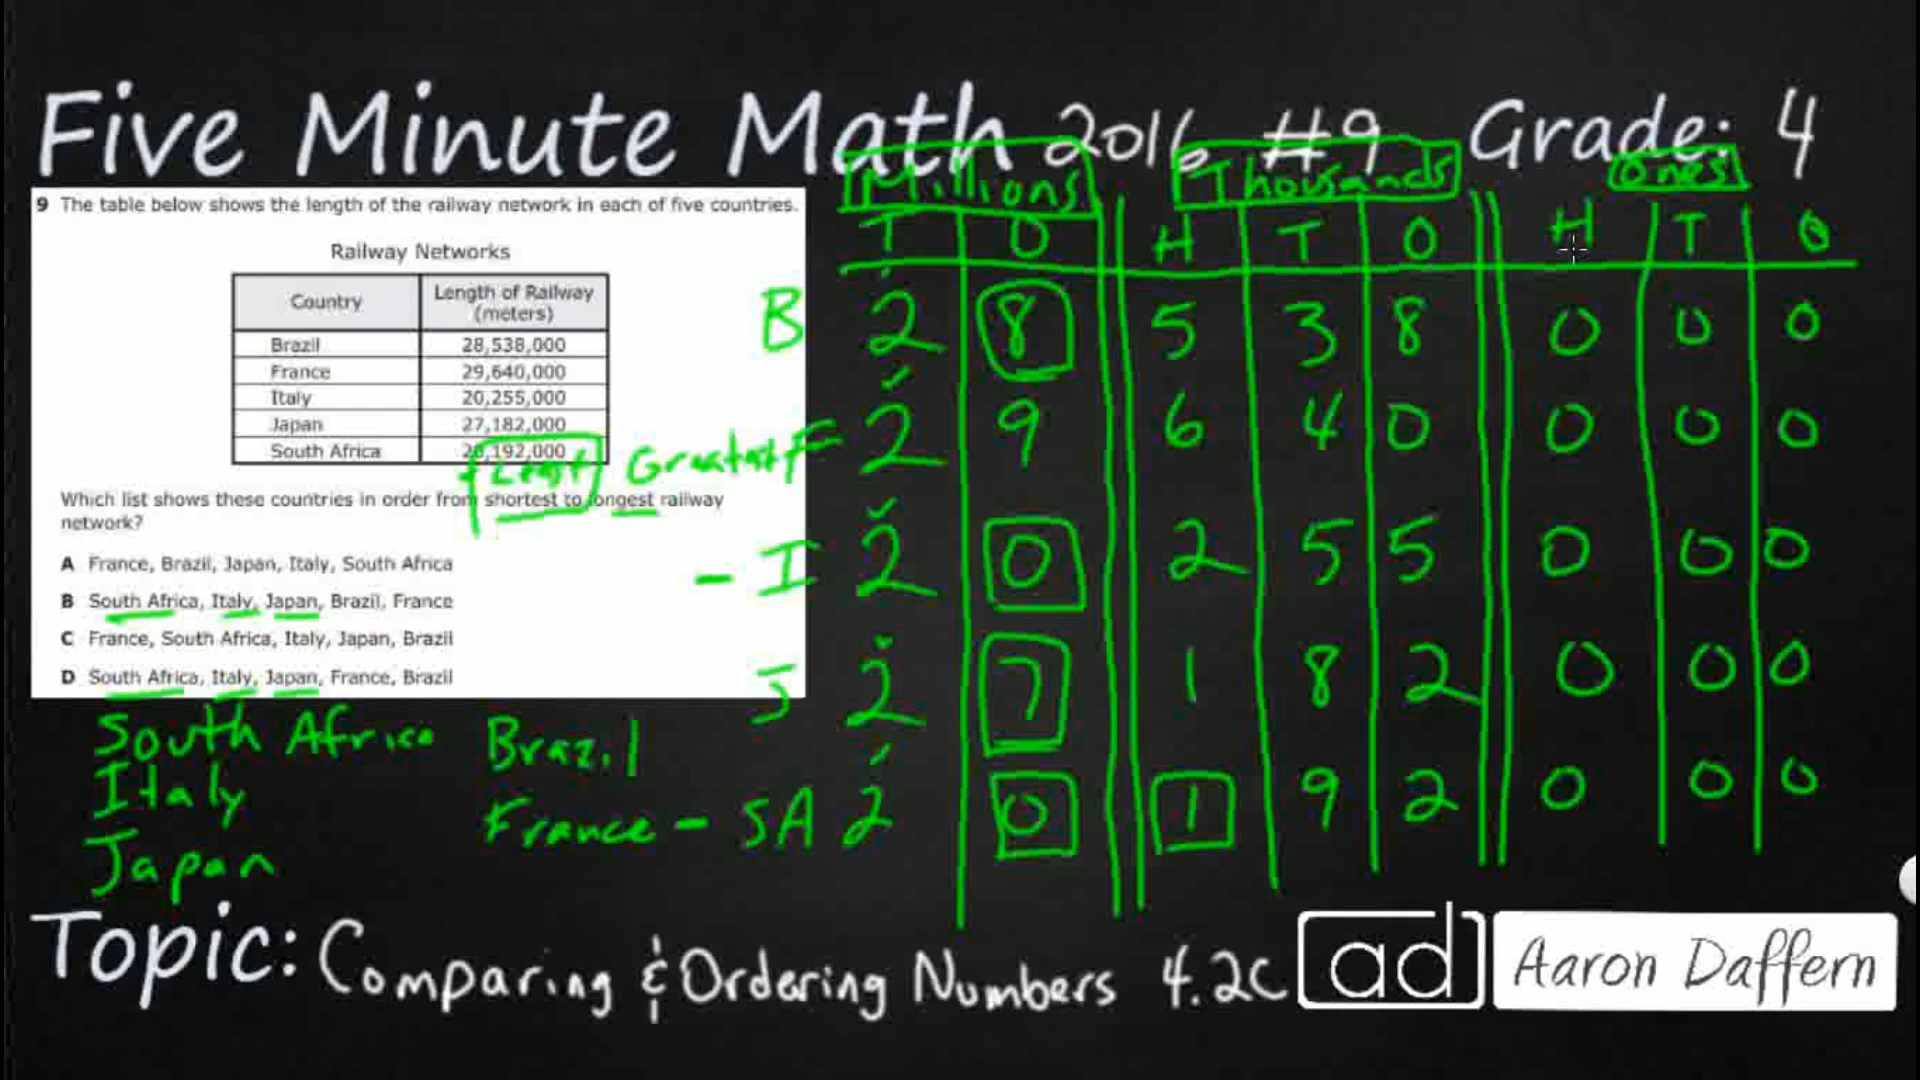 Five Minute Math 2016 #9 Grade: 4
9 The table below shows the length of the railway network in each of five countries.
Railway Networks
Country Length of Railway (meters)
Brazil 28,538,000
France 29,640,000
Italy 20,255,000
Japan 27,182,000
South Africa 20,192,000
Least Greatest
Which list shows these countries in order from shortest to longest railway
network?
A France, Brazil, Japan, Italy, South Africa
B South Africa, Italy, Japan, Brazil, France
C France, South Africa, Italy, Japan, Brazil
D South Africa, Italy, Japan, France, Brazil
South Africa Brazil
Italy France
Japan
Millions Thousands ones
T O H T O H T O
B 2 8 5 3 8 0 0 0
F 2 9 6 4 0 0 0 0
- I 2 0 2 5 5 0 0 0
J 2 7 1 8 2 0 0 0
- SA 2 0 1 9 2 0 0 0
Topic: Comparing & Ordering Numbers 4.2C
ad Aaron Daffern